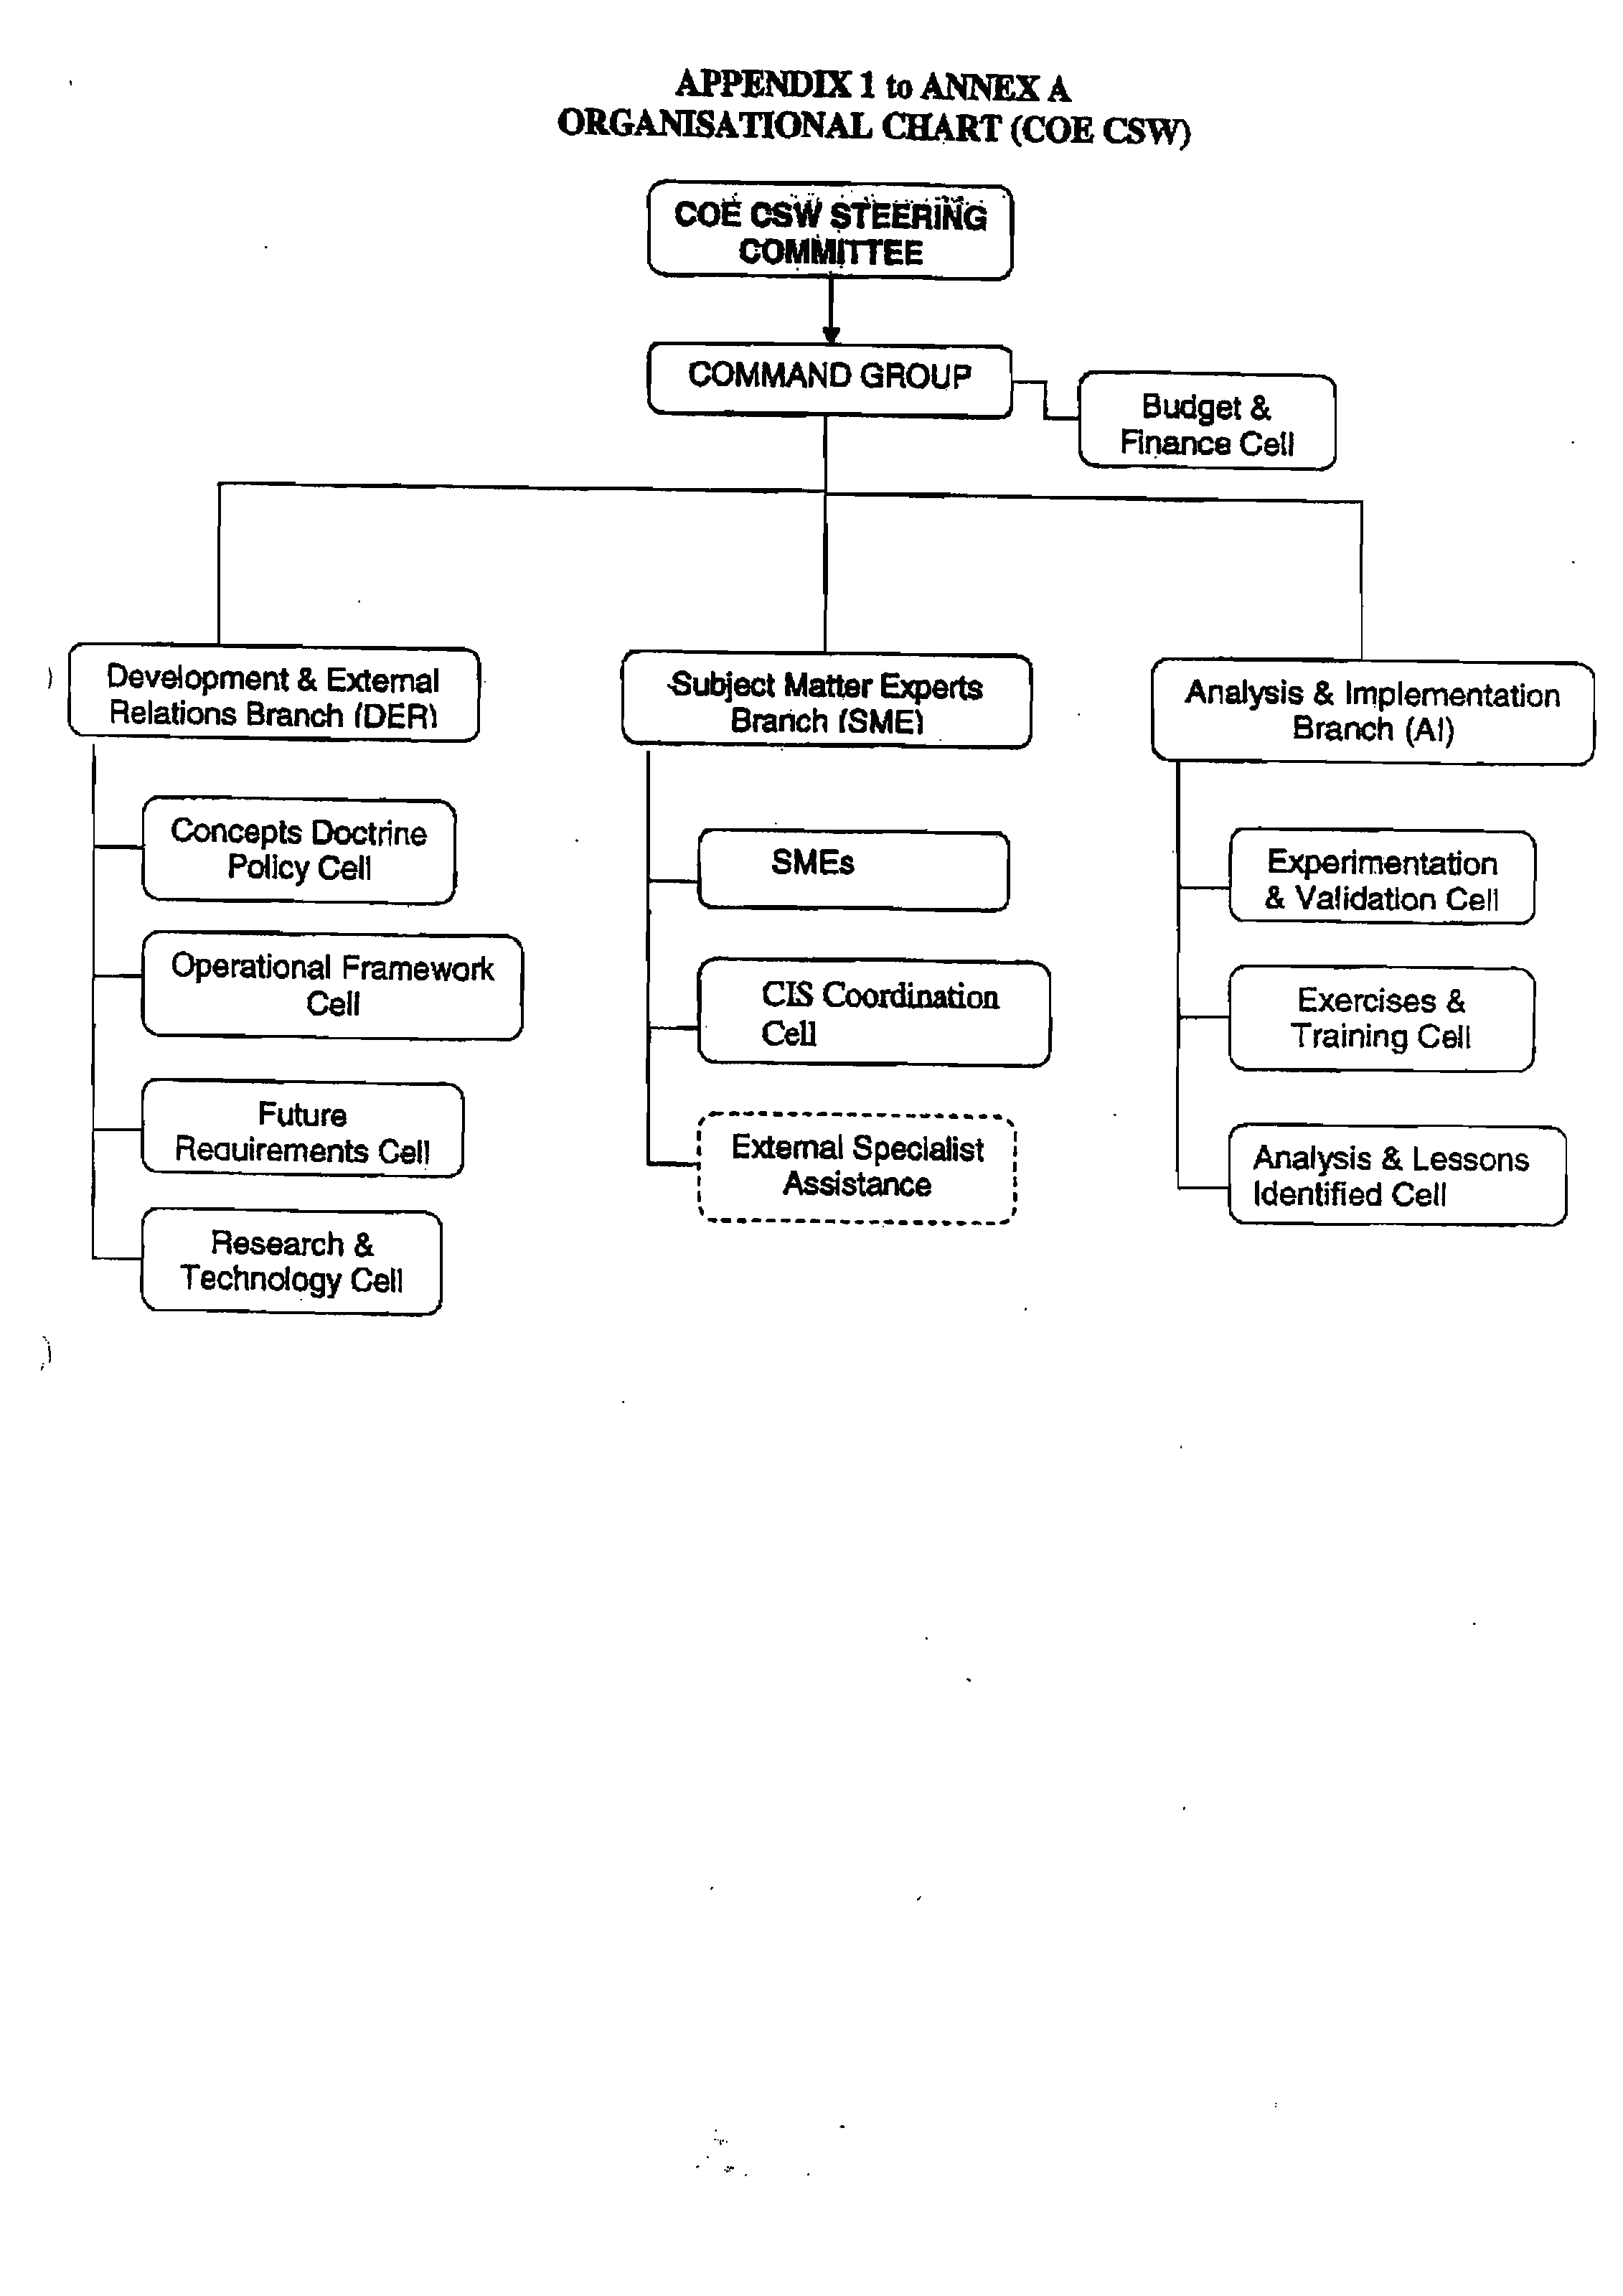 APPENDIX 1 to ANNEX A
ORGANISATIONAL CHART (COE CSW)
COE CSW STEERING
COMMITTEE
COMMAND GROUP
Budget &
Finance Cell
Development & External
Relations Branch (DER)
Concepts Doctrine
Policy Cell
Operational Framework
Cell
Future
Requirements Cell
Research &
Technology Cell
Subject Matter Experts
Branch (SME)
SMEs
CIS Coordination
Cell
External Specialist
Assistance
Analysis & Implementation
Branch (AI)
Experimentation
& Validation Cell
Exercises &
Training Cell
Analysis & Lessons
Identified Cell